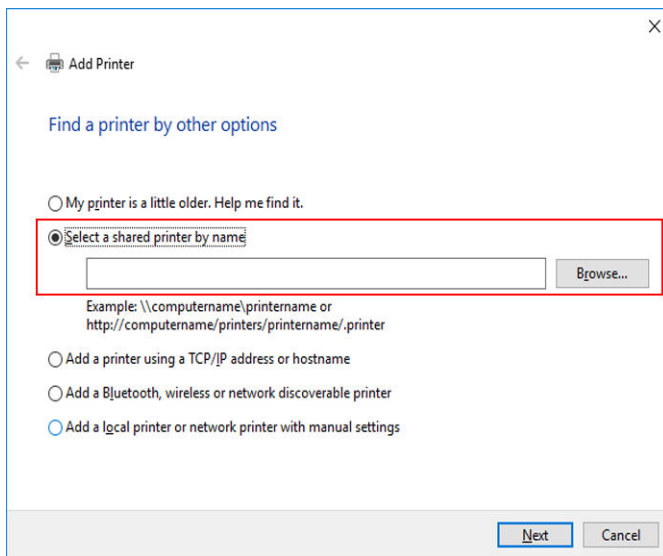 Add Printer
Find a printer by other options
My printer is a little older. Help me find it.
Select a shared printer by name
Browse...
Example: \\computername\printername or
http://computername/printers/printername/.printer
Add a printer using a TCP/IP address or hostname
Add a Bluetooth, wireless or network discoverable printer
Add a local printer or network printer with manual settings
Next Cancel